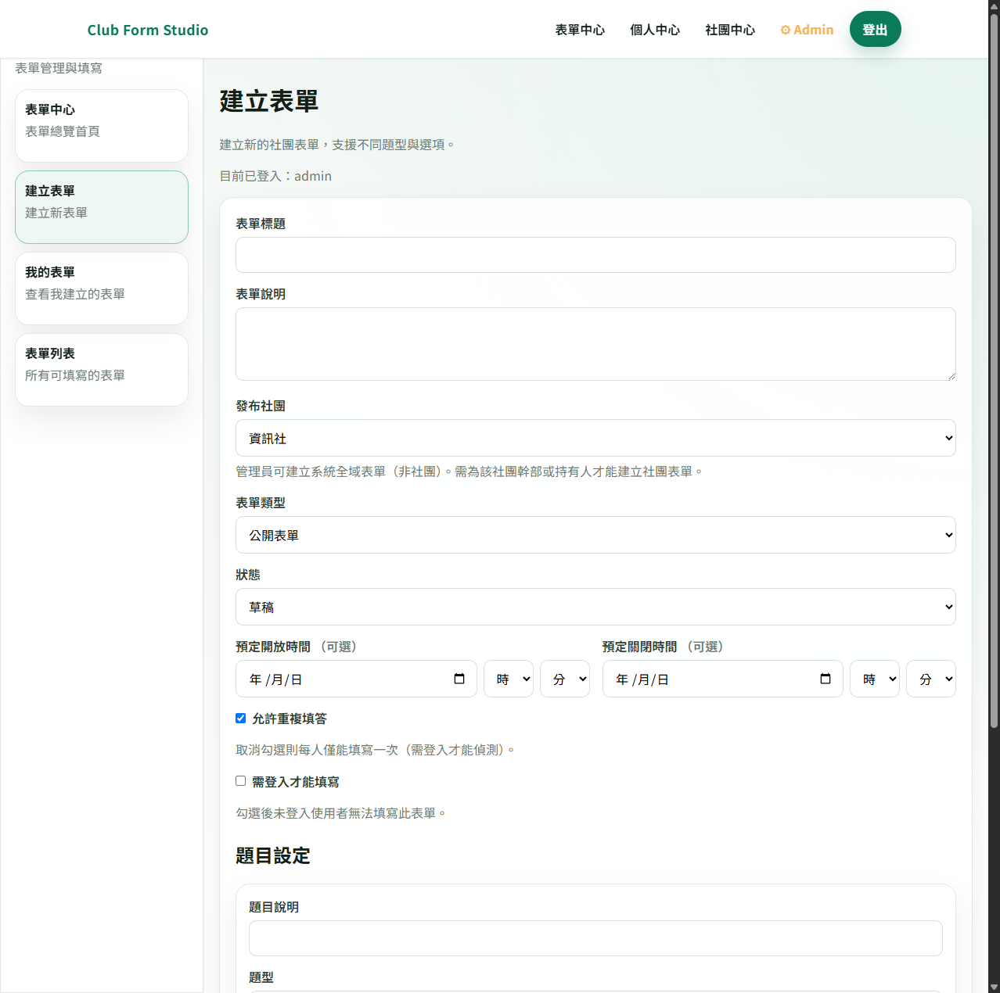 Club Form Studio
表單中心
個人中心
社團中心
⚙ Admin
登出
表單管理與填寫
表單中心
表單總覽首頁
建立表單
建立新表單
我的表單
查看我建立的表單
表單列表
所有可填寫的表單
建立表單
建立新的社團表單，支援不同題型與選項。
目前已登入：admin
表單標題
表單說明
發布社團
資訊社
管理員可建立系統全域表單（非社團）。需為該社團幹部或持有人才能建立社團表單。
表單類型
公開表單
狀態
草稿
預定開放時間 （可選） 預定關閉時間 （可選）
年 /月/日 時 分 年 /月/日 時 分
允許重複填答
取消勾選則每人僅能填寫一次（需登入才能偵測）。
需登入才能填寫
勾選後未登入使用者無法填寫此表單。
題目設定
題目說明
題型